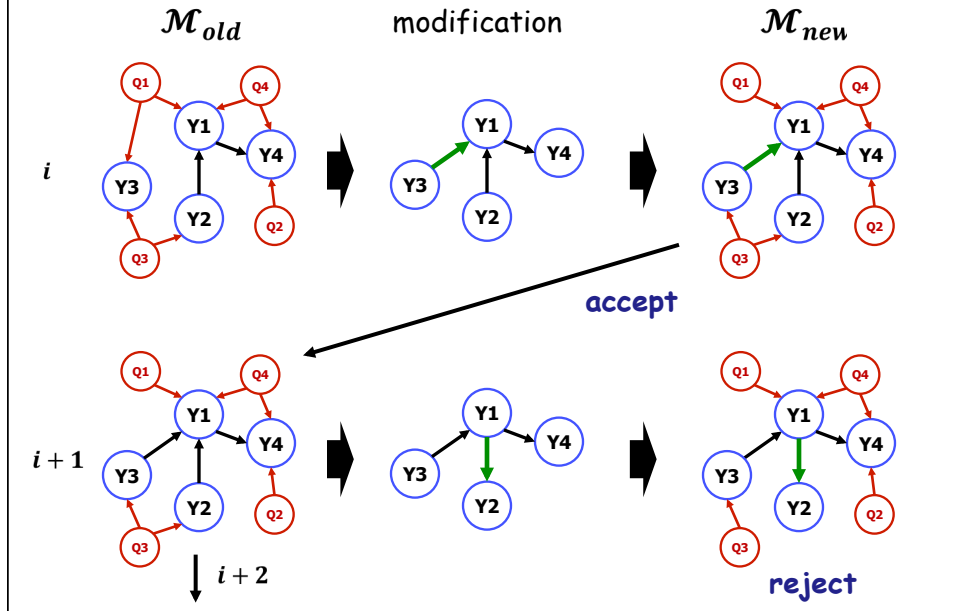 𝓜old modification 𝓜new
Q1 Q4 Q1 Q4
Y1 Y1 Y1
Y4 Y4 Y4
i Y3 Y3 Y3
Y2 Y2 Y2
Q2 Q2
Q3 Q3
accept
Q1 Q4 Q1 Q4
Y1 Y1 Y1
Y4 Y4 Y4
i + 1 Y3 Y3 Y3
Y2 Y2 Y2
Q2 Q2
Q3 Q3
i + 2 reject